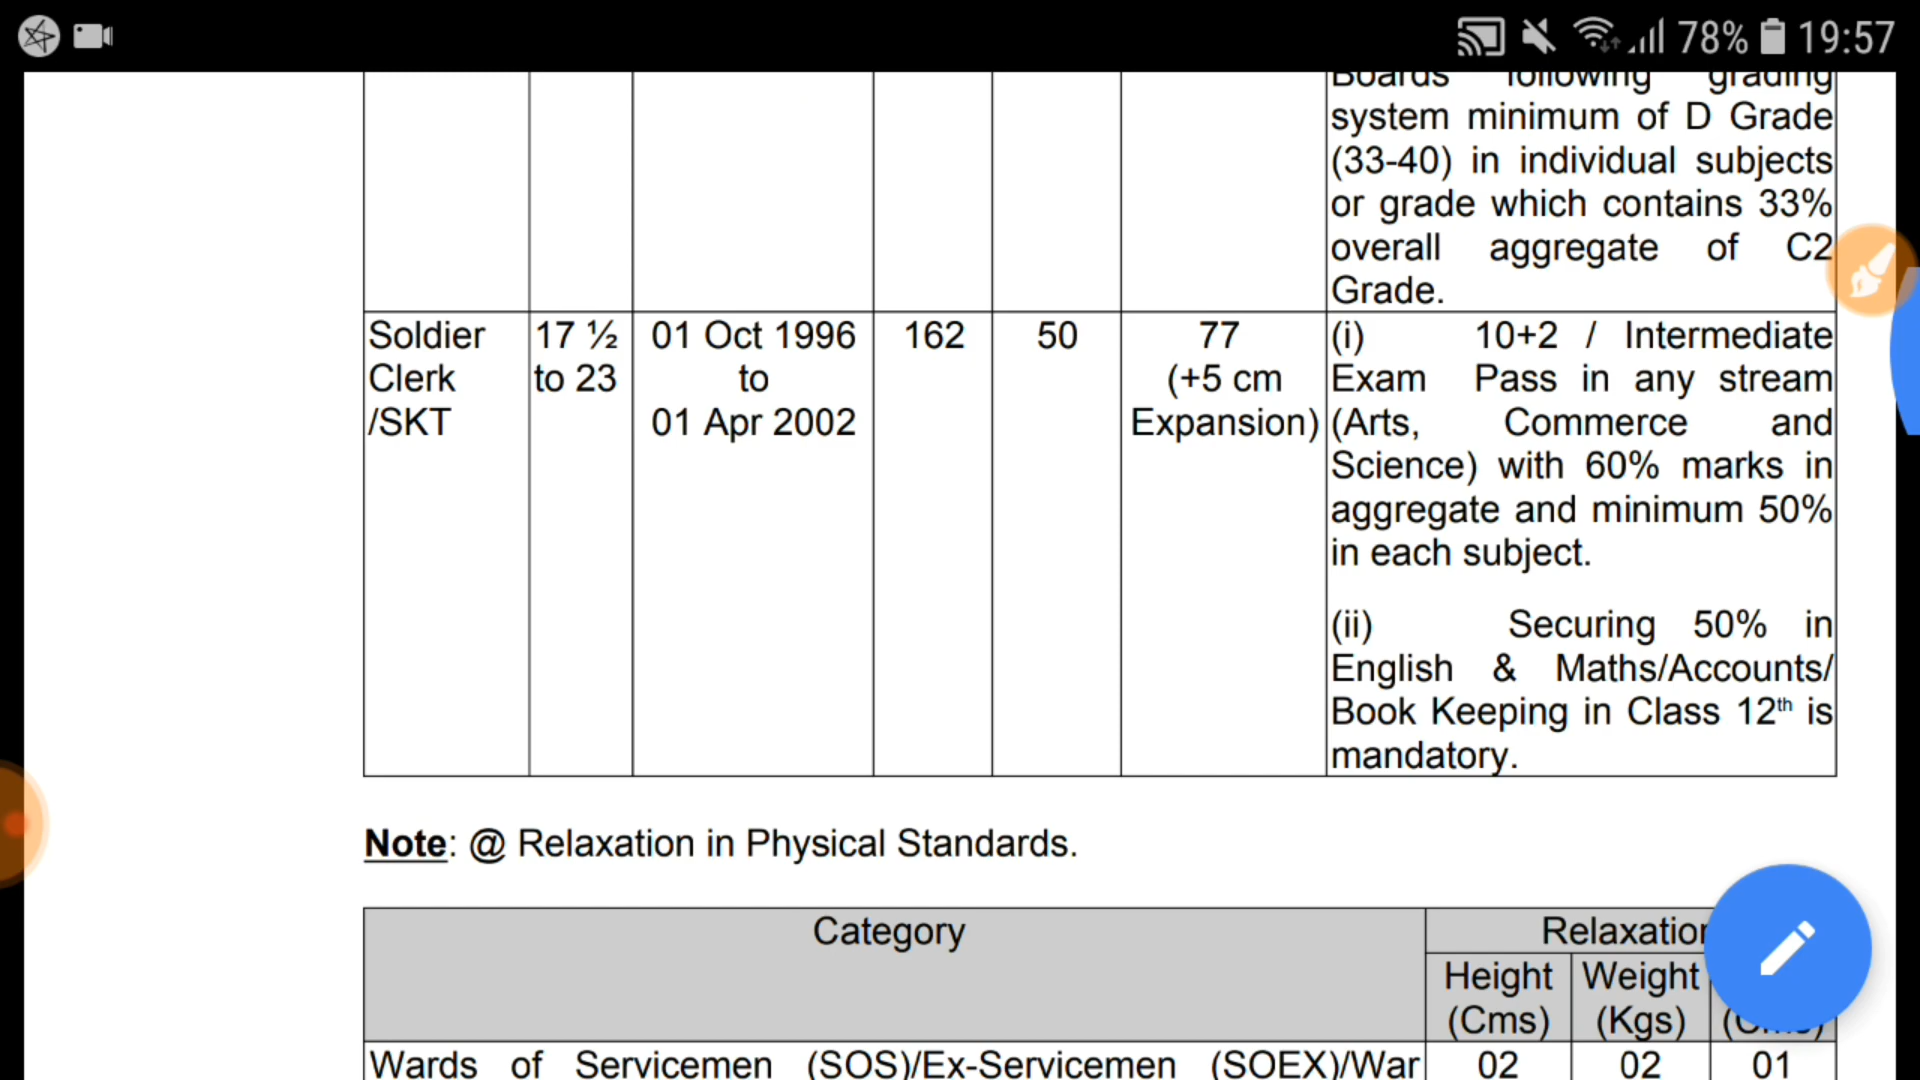 78% 19:57
Boards following grading
system minimum of D Grade
(33-40) in individual subjects
or grade which contains 33%
overall aggregate of C2
Grade.
Soldier
Clerk
/SKT
17 ½
to 23
01 Oct 1996
to
01 Apr 2002
162
50
77
(+5 cm
Expansion)
(i) 10+2 / Intermediate
Exam Pass in any stream
(Arts, Commerce and
Science) with 60% marks in
aggregate and minimum 50%
in each subject.
(ii) Securing 50% in
English & Maths/Accounts/
Book Keeping in Class 12th is
mandatory.
Note: @ Relaxation in Physical Standards.
Category
Relaxation
Height
(Cms)
Weight
(Kgs)
Wards of Servicemen (SOS)/Ex-Servicemen (SOEX)/War
02
02
01